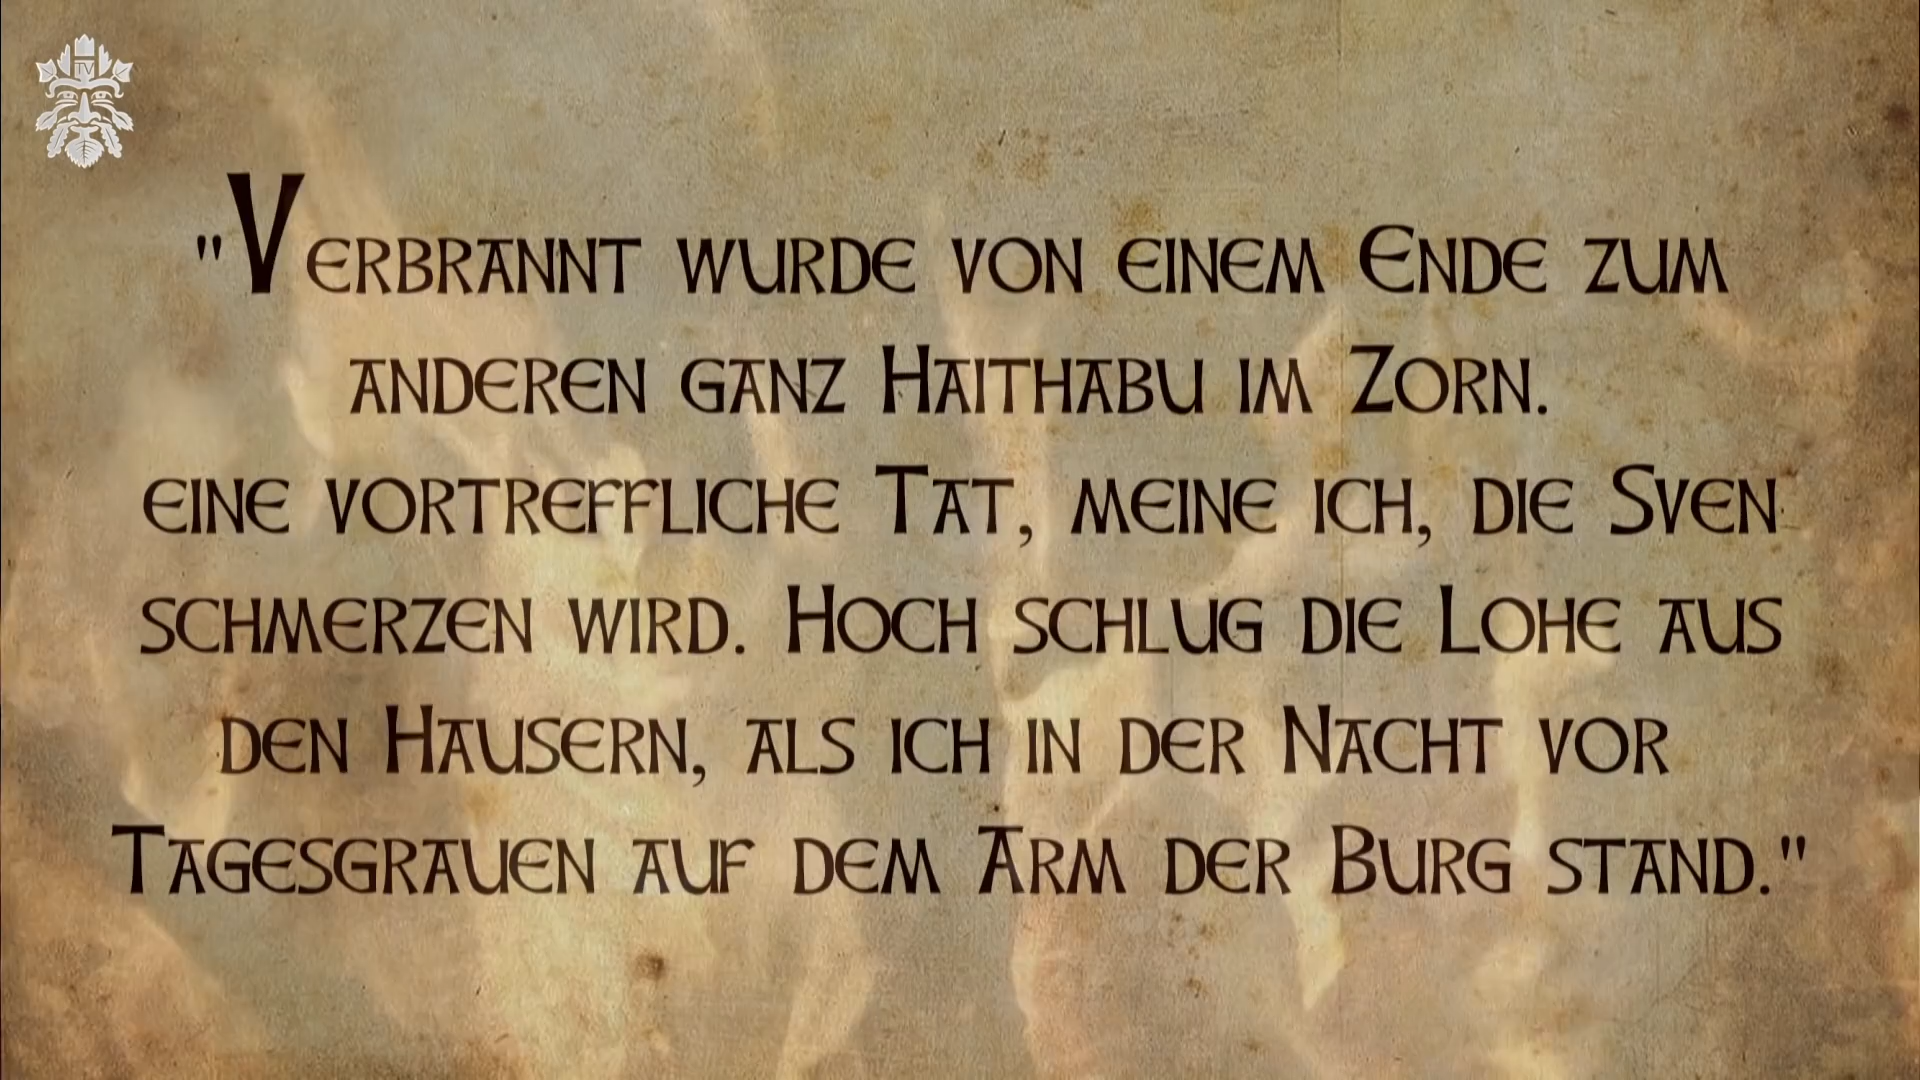 TV
"Verbrannt wurde von einem Ende zum
anderen ganz Haithabu im Zorn.
eine vortreffliche Tat, meine ich, die Sven
schmerzen wird. Hoch schlug die Lohe aus
den Hausern, als ich in der Nacht vor
Tagesgrauen auf dem Arm der Burg stand."